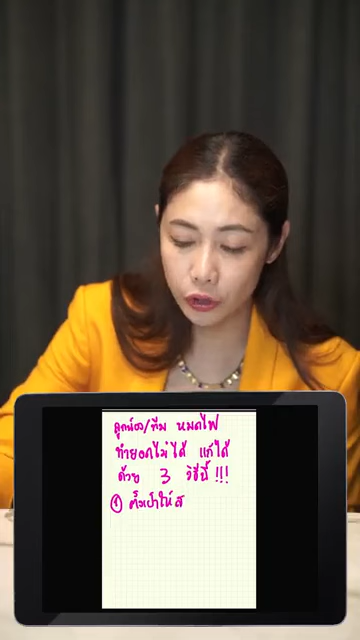 ลูกน้อง/ทีม หมดไฟ
ทำยอดไม่ได้ แก้ได้
ด้วย 3 วิธีนี้ !!!
① ตั้งเป้าให้ส